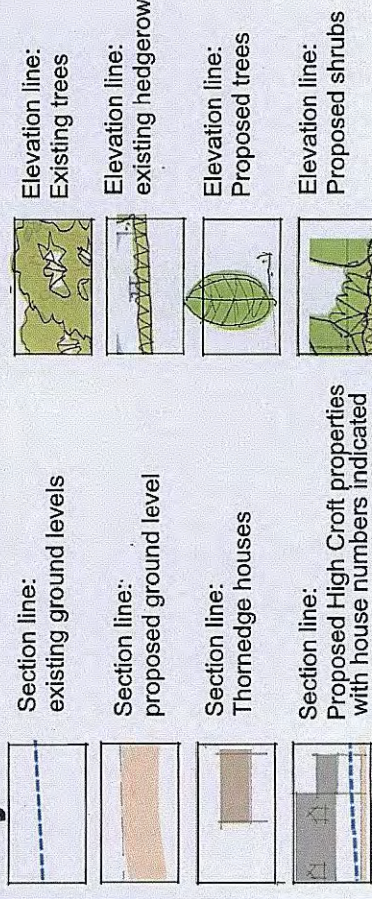 Section line:
existing ground levels
Section line:
proposed ground level
Section line:
Thornedge houses
Section line:
Proposed High Croft properties
with house numbers indicated
Elevation line:
Existing trees
Elevation line:
existing hedgerow
Elevation line:
Proposed trees
Elevation line:
Proposed shrubs